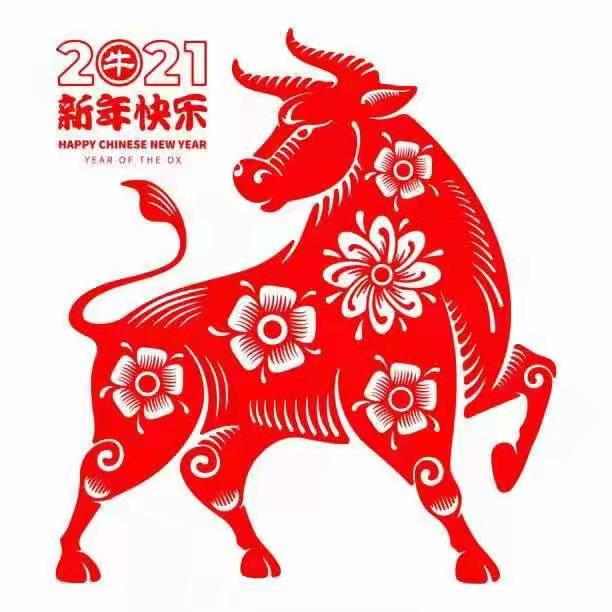 2牛21
新年快乐
HAPPY CHINESE NEW YEAR
YEAR OF THE OX